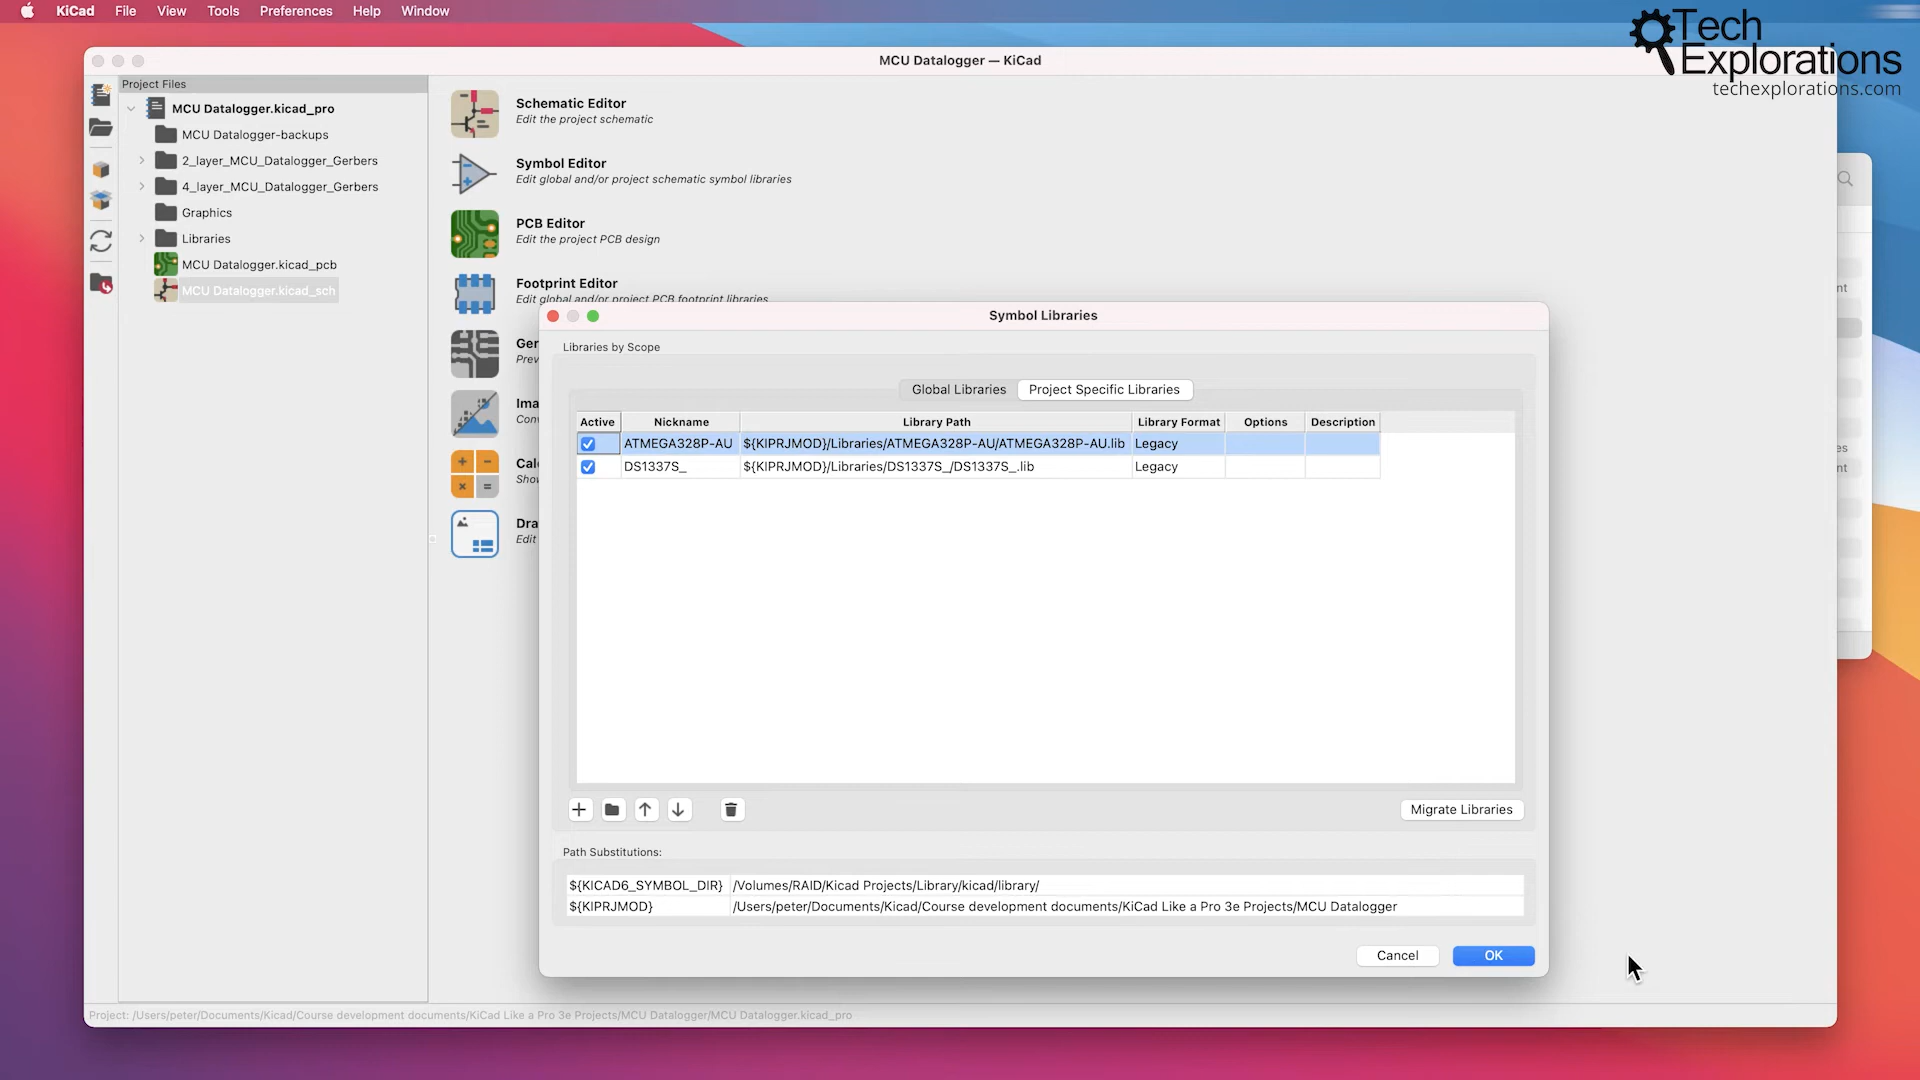 KiCad File View Tools Preferences Help Window
Tech
Explorations
techexplorations.com
MCU Datalogger — KiCad
Project Files
MCU Datalogger.kicad_pro
MCU Datalogger-backups
2_layer_MCU_Datalogger_Gerbers
4_layer_MCU_Datalogger_Gerbers
Graphics
Libraries
MCU Datalogger.kicad_pcb
MCU Datalogger.kicad_sch
Schematic Editor
Edit the project schematic
Symbol Editor
Edit global and/or project schematic symbol libraries
PCB Editor
Edit the project PCB design
Footprint Editor
Edit global and/or project PCB footprint libraries
Ger
Prev
Ima
Con
Calc
Show
Dra
Edit
nt
es
nt
Symbol Libraries
Libraries by Scope
Global Libraries Project Specific Libraries
Active Nickname Library Path Library Format Options Description
ATMEGA328P-AU ${KIPRJMOD}/Libraries/ATMEGA328P-AU/ATMEGA328P-AU.lib Legacy
DS1337S_ ${KIPRJMOD}/Libraries/DS1337S_/DS1337S_.lib Legacy
Migrate Libraries
Path Substitutions:
${KICAD6_SYMBOL_DIR} /Volumes/RAID/Kicad Projects/Library/kicad/library/
${KIPRJMOD} /Users/peter/Documents/Kicad/Course development documents/KiCad Like a Pro 3e Projects/MCU Datalogger
Cancel OK
Project: /Users/peter/Documents/Kicad/Course development documents/KiCad Like a Pro 3e Projects/MCU Datalogger/MCU Datalogger.kicad_pro